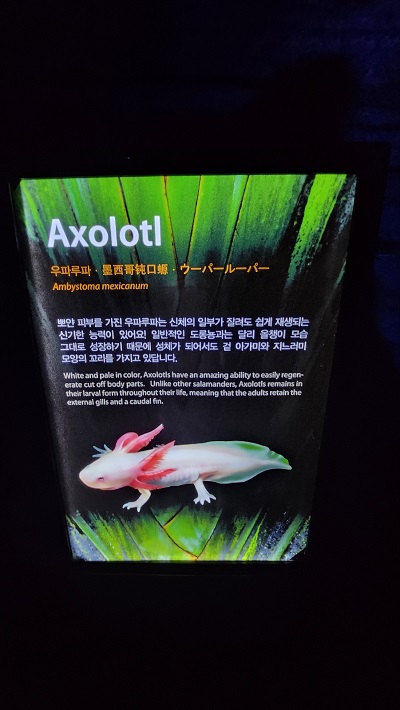 Axolotl
우파루파 · 墨西哥钝口螈 · ウーパールーパー
Ambystoma mexicanum
뽀얀 피부를 가진 우파루파는 신체의 일부가 잘려도 쉽게 재생되는
신기한 능력이 있어요! 일반적인 도롱뇽과는 달리 올챙이 모습
그대로 성장하기 때문에 성체가 되어서도 겉 아가미와 지느러미
모양의 꼬리를 가지고 있답니다.
White and pale in color, Axolotls have an amazing ability to easily regen-
erate cut off body parts. Unlike other salamanders, Axolotls remains in
their larval form throughout their life, meaning that the adults retain the
external gills and a caudal fin.